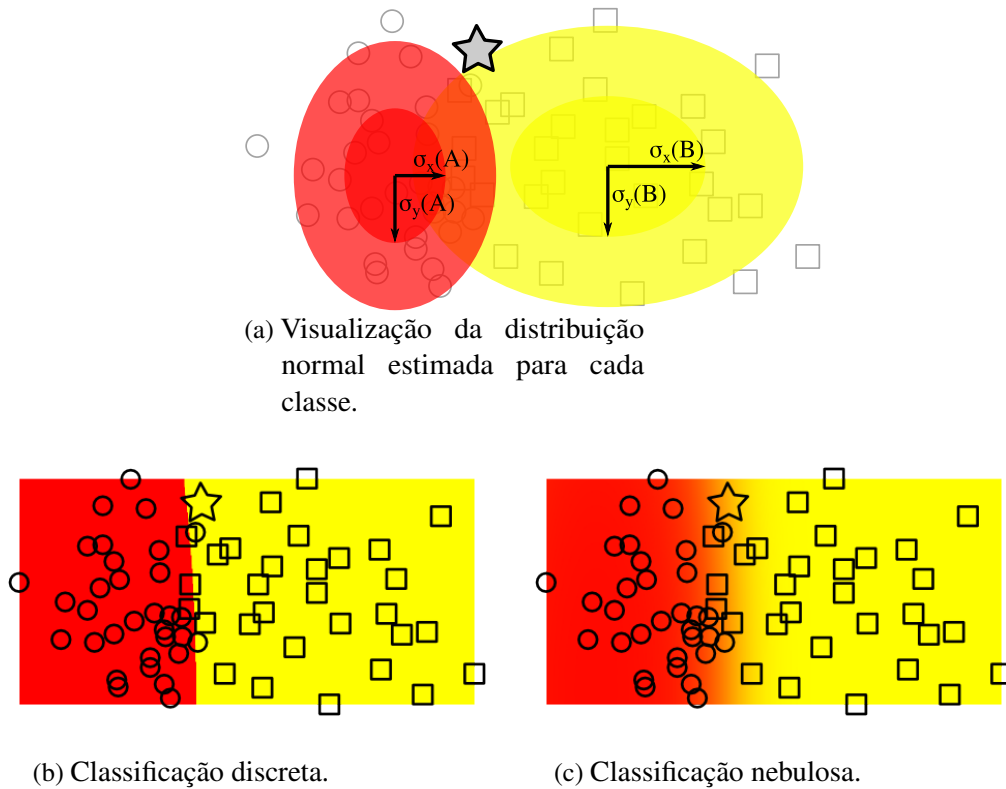 σx(A)
σy(A)
σx(B)
σy(B)
(a) Visualização da distribuição
normal estimada para cada
classe.
(b) Classificação discreta.
(c) Classificação nebulosa.